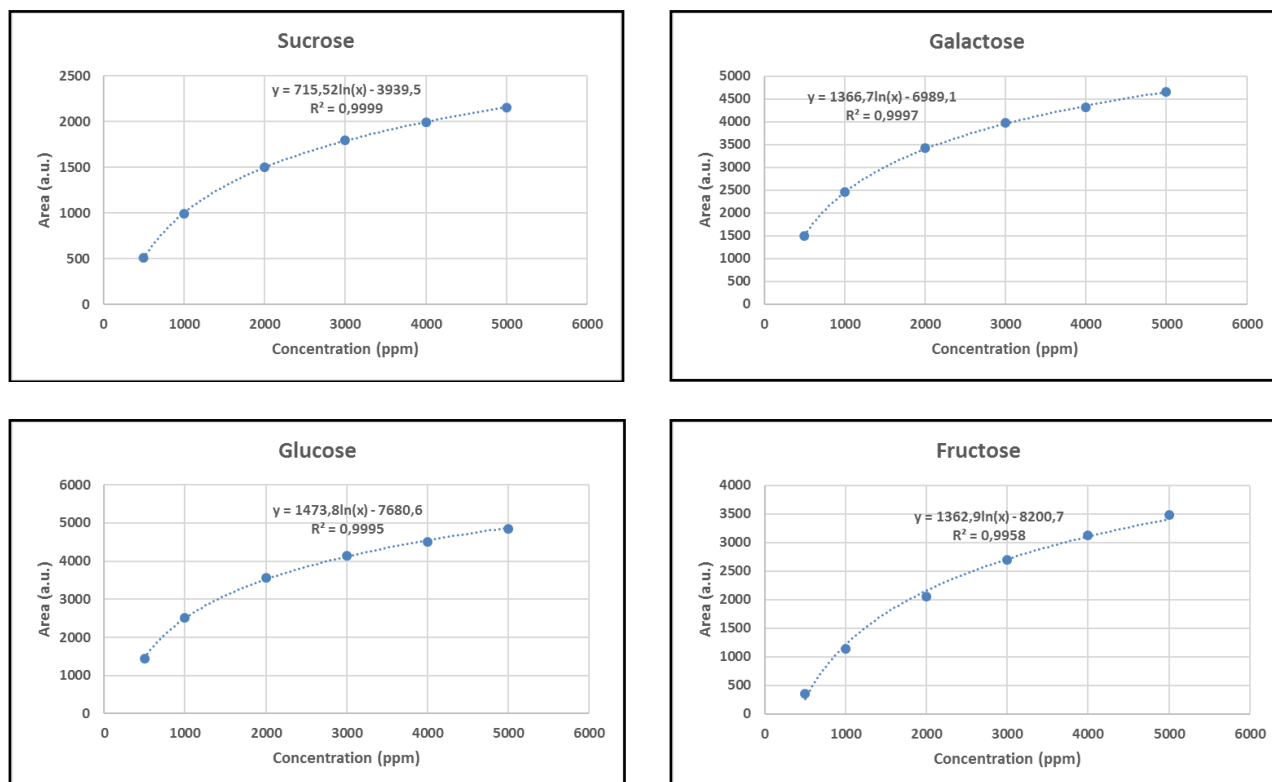 Sucrose
y = 715,52ln(x) - 3939,5
R² = 0,9999
2500
2000
1500
1000
500
0
Area (a.u.)
0 1000 2000 3000 4000 5000 6000
Concentration (ppm)
Galactose
y = 1366,7ln(x) - 6989,1
R² = 0,9997
5000
4500
4000
3500
3000
2500
2000
1500
1000
500
0
Area (a.u.)
0 1000 2000 3000 4000 5000 6000
Concentration (ppm)
Glucose
y = 1473,8ln(x) - 7680,6
R² = 0,9995
6000
5000
4000
3000
2000
1000
0
Area (a.u.)
0 1000 2000 3000 4000 5000 6000
Concentration (ppm)
Fructose
y = 1362,9ln(x) - 8200,7
R² = 0,9958
4000
3500
3000
2500
2000
1500
1000
500
0
Area (a.u.)
0 1000 2000 3000 4000 5000 6000
Concentration (ppm)